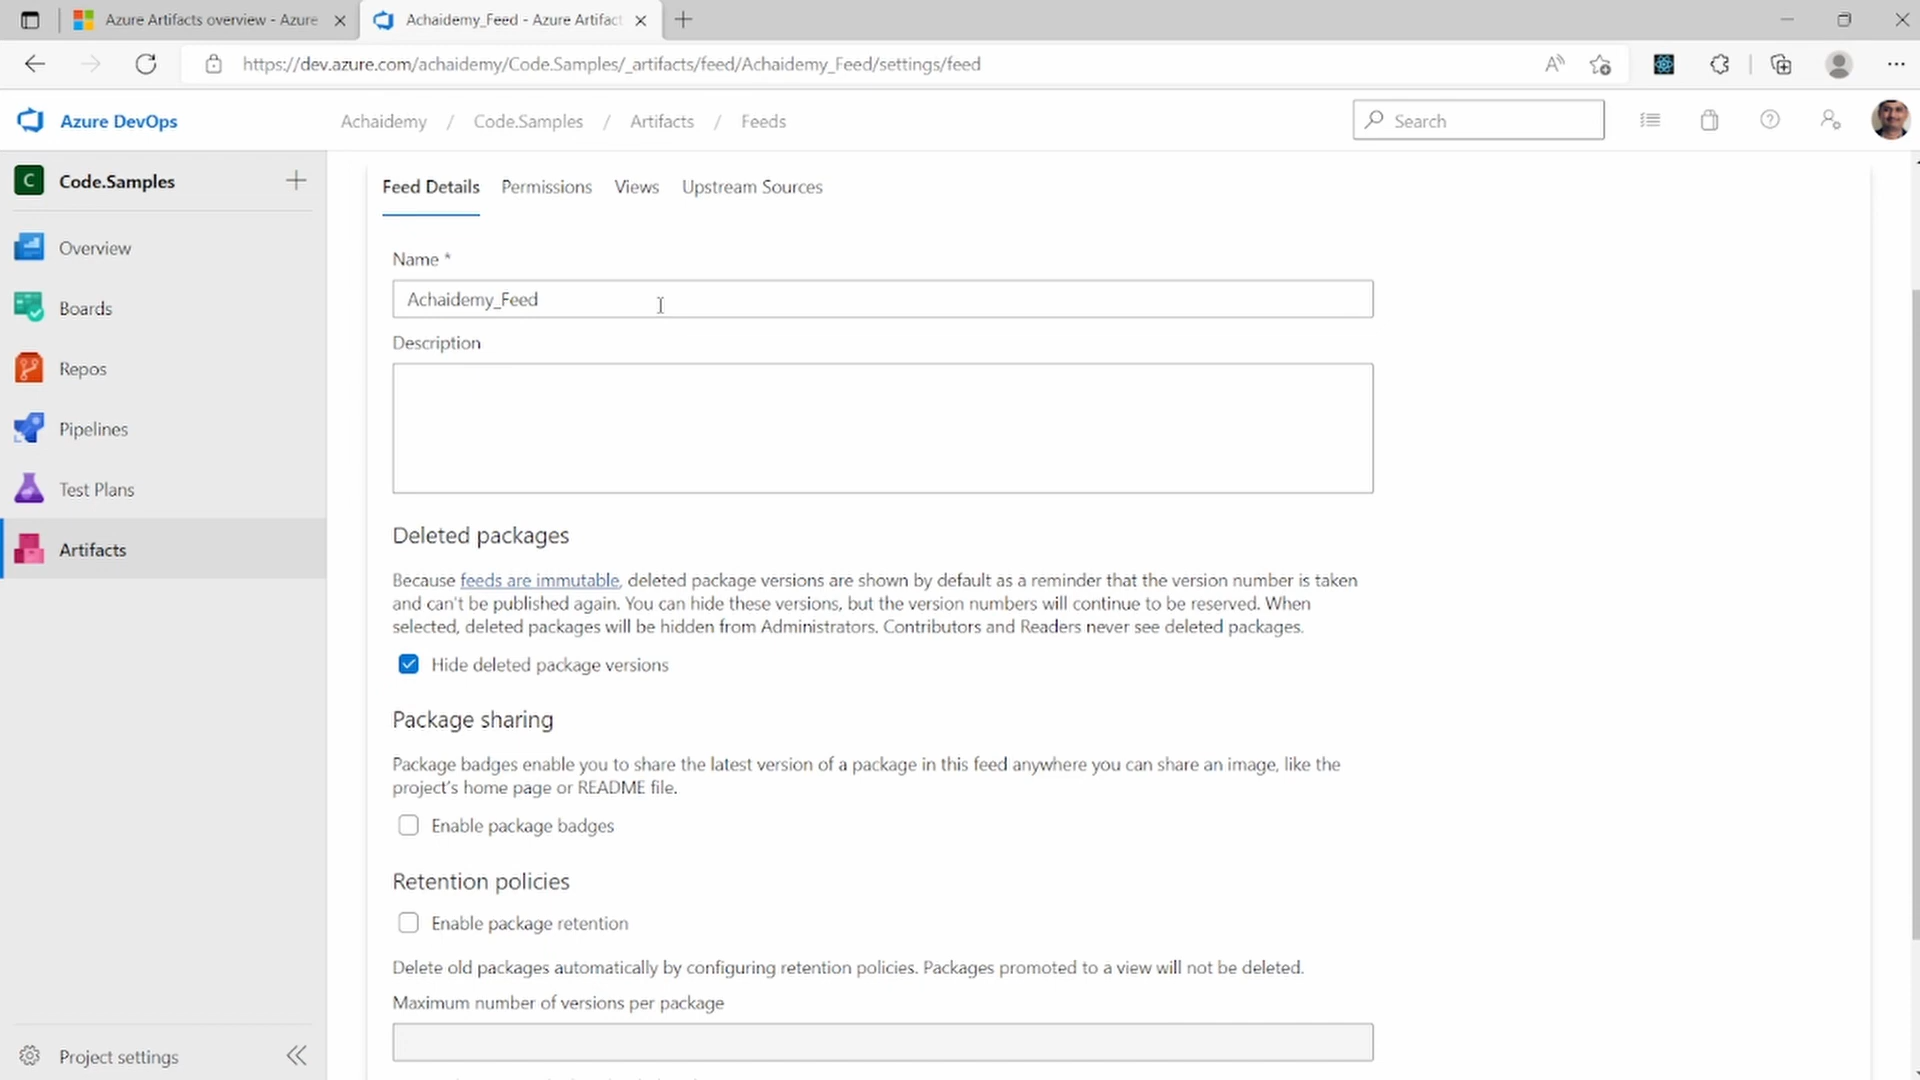 Azure Artifacts overview - Azure
Achaidemy_Feed - Azure Artifact
https://dev.azure.com/achaidemy/Code.Samples/_artifacts/feed/Achaidemy_Feed/settings/feed
Azure DevOps
Achaidemy / Code.Samples / Artifacts / Feeds
Search
C Code.Samples
Overview
Boards
Repos
Pipelines
Test Plans
Artifacts
Project settings
Feed Details Permissions Views Upstream Sources
Name *
Achaidemy_Feed
Description
Deleted packages
Because feeds are immutable, deleted package versions are shown by default as a reminder that the version number is taken
and can't be published again. You can hide these versions, but the version numbers will continue to be reserved. When
selected, deleted packages will be hidden from Administrators. Contributors and Readers never see deleted packages.
Hide deleted package versions
Package sharing
Package badges enable you to share the latest version of a package in this feed anywhere you can share an image, like the
project's home page or README file.
Enable package badges
Retention policies
Enable package retention
Delete old packages automatically by configuring retention policies. Packages promoted to a view will not be deleted.
Maximum number of versions per package